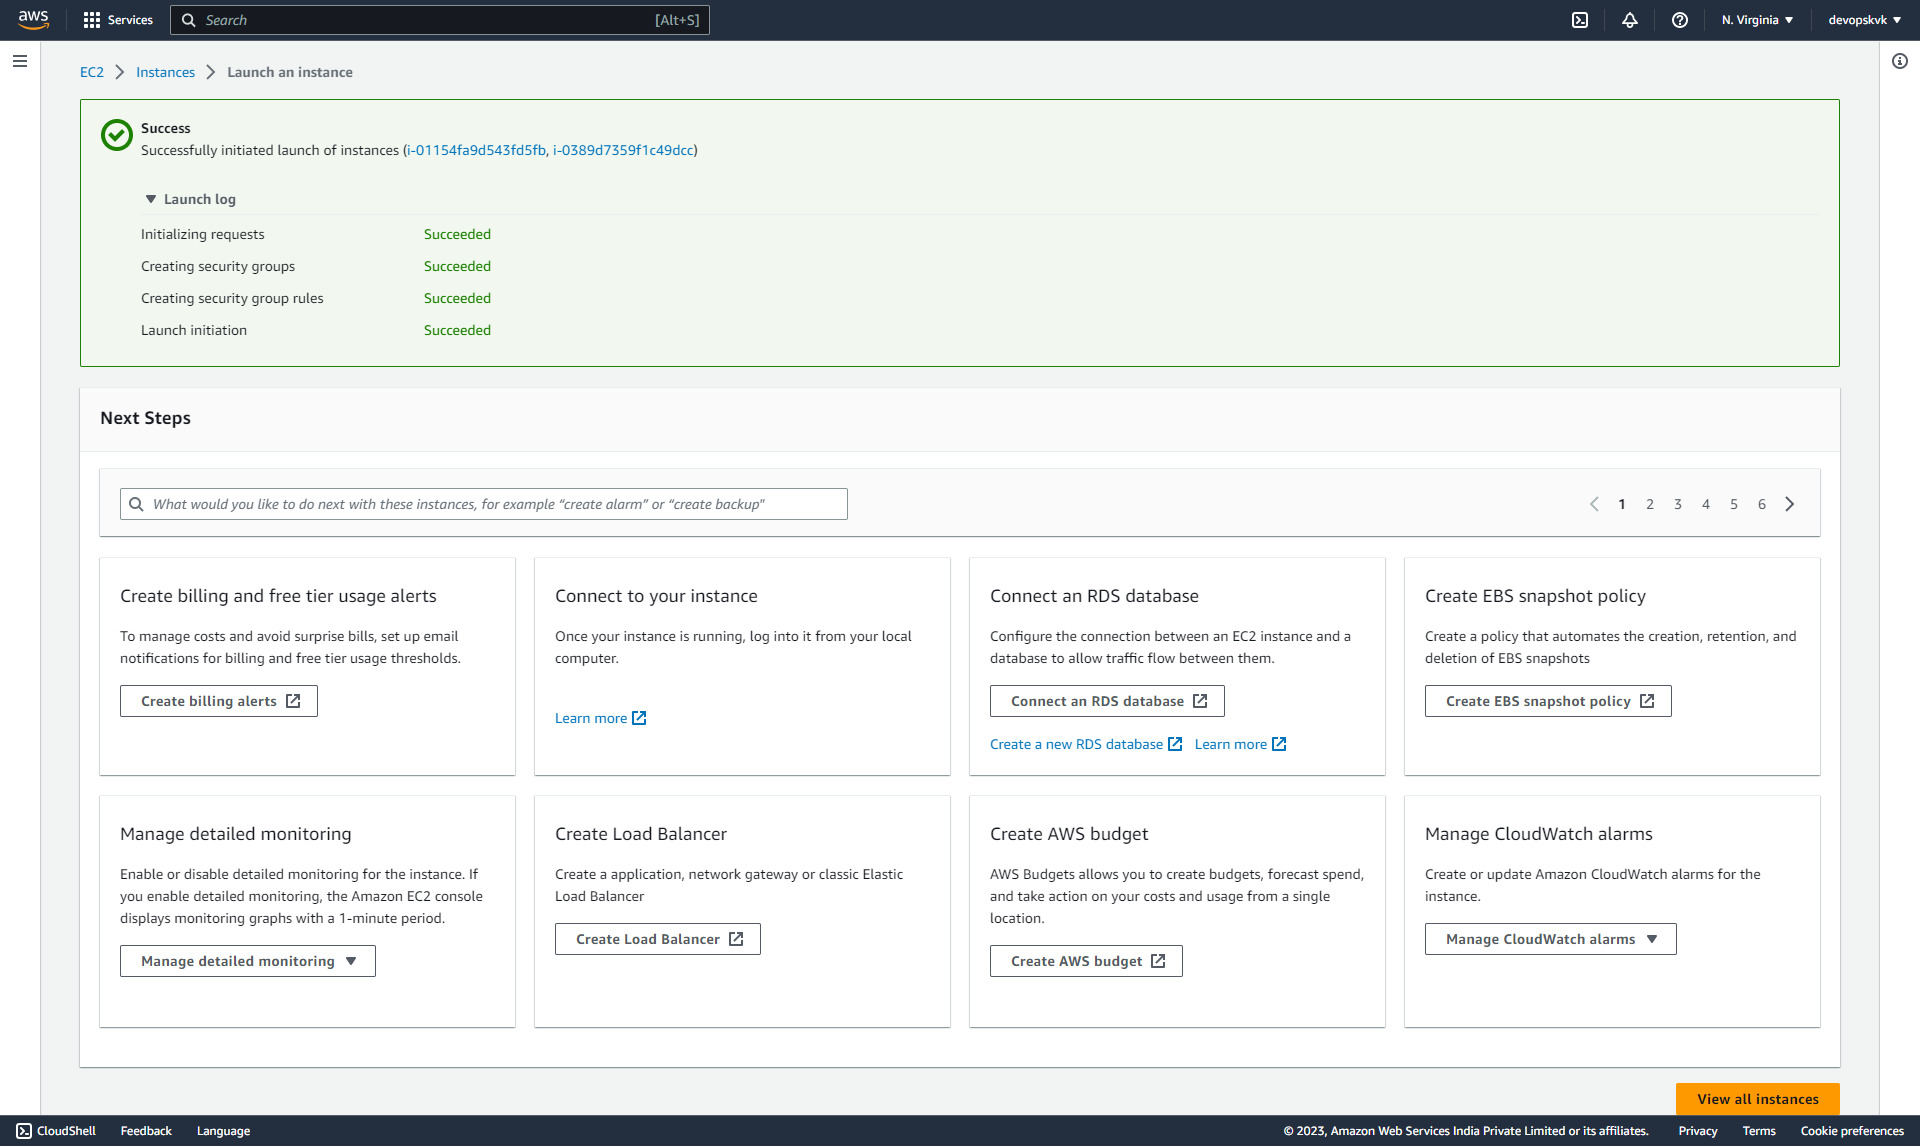 aws
Services
Search [Alt+S]
N. Virginia
devopskvk
EC2 > Instances > Launch an instance
Success
Successfully initiated launch of instances (i-01154fa9d543fd5fb, i-0389d7359f1c49dcc)
Launch log
Initializing requests Succeeded
Creating security groups Succeeded
Creating security group rules Succeeded
Launch initiation Succeeded
Next Steps
What would you like to do next with these instances, for example “create alarm” or “create backup"
1 2 3 4 5 6
Create billing and free tier usage alerts
To manage costs and avoid surprise bills, set up email
notifications for billing and free tier usage thresholds.
Create billing alerts
Connect to your instance
Once your instance is running, log into it from your local
computer.
Learn more
Connect an RDS database
Configure the connection between an EC2 instance and a
database to allow traffic flow between them.
Connect an RDS database
Create a new RDS database Learn more
Create EBS snapshot policy
Create a policy that automates the creation, retention, and
deletion of EBS snapshots
Create EBS snapshot policy
Manage detailed monitoring
Enable or disable detailed monitoring for the instance. If
you enable detailed monitoring, the Amazon EC2 console
displays monitoring graphs with a 1-minute period.
Manage detailed monitoring
Create Load Balancer
Create a application, network gateway or classic Elastic
Load Balancer
Create Load Balancer
Create AWS budget
AWS Budgets allows you to create budgets, forecast spend,
and take action on your costs and usage from a single
location.
Create AWS budget
Manage CloudWatch alarms
Create or update Amazon CloudWatch alarms for the
instance.
Manage CloudWatch alarms
View all instances
CloudShell Feedback Language
© 2023, Amazon Web Services India Private Limited or its affiliates. Privacy Terms Cookie preferences